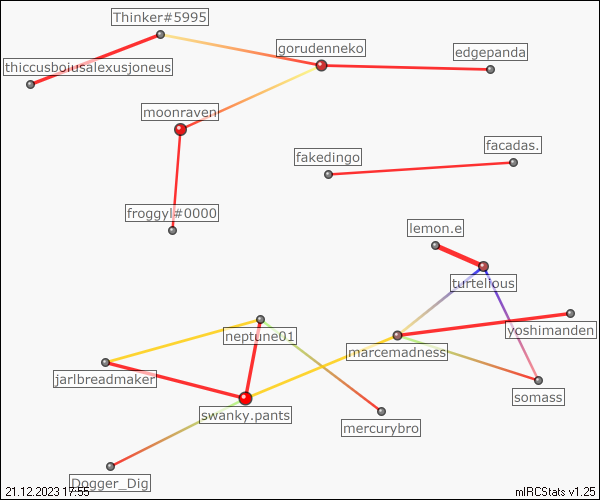 Thinker#5995
gorudenneko
edgepanda
thiccusboiusalexusjoneus
moonraven
fakedingo
facadas.
froggyl#0000
lemon.e
turtellous
neptune01
yoshimanden
marcemadness
jarlbreadmaker
somass
swanky.pants
mercurybro
Dogger_Dig
21.12.2023 17:55
mIRCStats v1.25